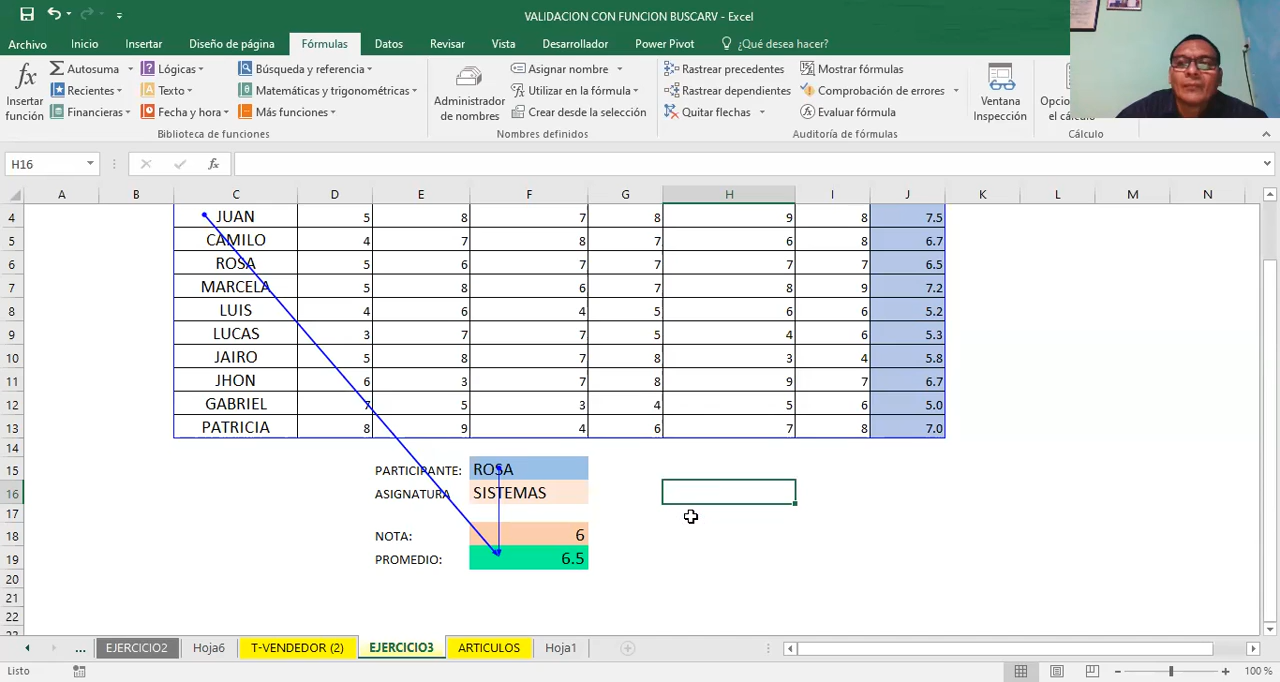 VALIDACION CON FUNCION BUSCARV - Excel
Archivo Inicio Insertar Diseño de página Fórmulas Datos Revisar Vista Desarrollador Power Pivot ¿Qué desea hacer?
Insertar función
Autosuma
Recientes
Financieras
Lógicas
Texto
Fecha y hora
Búsqueda y referencia
Matemáticas y trigonométricas
Más funciones
Biblioteca de funciones
Administrador de nombres
Asignar nombre
Utilizar en la fórmula
Crear desde la selección
Nombres definidos
Rastrear precedentes
Rastrear dependientes
Quitar flechas
Mostrar fórmulas
Comprobación de errores
Evaluar fórmula
Auditoría de fórmulas
Ventana Inspección
Opcio
el cálcu
Cálculo
H16 fx
A B C D E F G H I J K L M N
4 JUAN 5 8 7 8 9 8 7.5
5 CAMILO 4 7 8 7 6 8 6.7
6 ROSA 5 6 7 7 7 7 6.5
7 MARCELA 5 8 6 7 8 9 7.2
8 LUIS 4 6 4 5 6 6 5.2
9 LUCAS 3 7 7 5 4 6 5.3
10 JAIRO 5 8 7 8 3 4 5.8
11 JHON 6 3 7 8 9 7 6.7
12 GABRIEL 7 5 3 4 5 6 5.0
13 PATRICIA 8 9 4 6 7 8 7.0
14
15 PARTICIPANTE: ROSA
16 ASIGNATURA SISTEMAS
17
18 NOTA: 6
19 PROMEDIO: 6.5
20
21
22
... EJERCICIO2 Hoja6 T-VENDEDOR (2) EJERCICIO3 ARTICULOS Hoja1
Listo 100 %